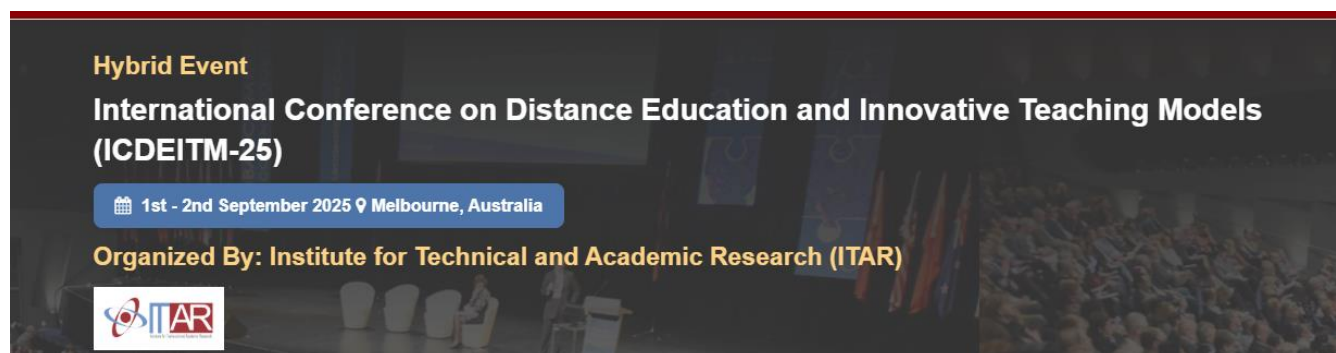 Hybrid Event
International Conference on Distance Education and Innovative Teaching Models
(ICDEITM-25)
1st - 2nd September 2025 Melbourne, Australia
Organized By: Institute for Technical and Academic Research (ITAR)
ITAR